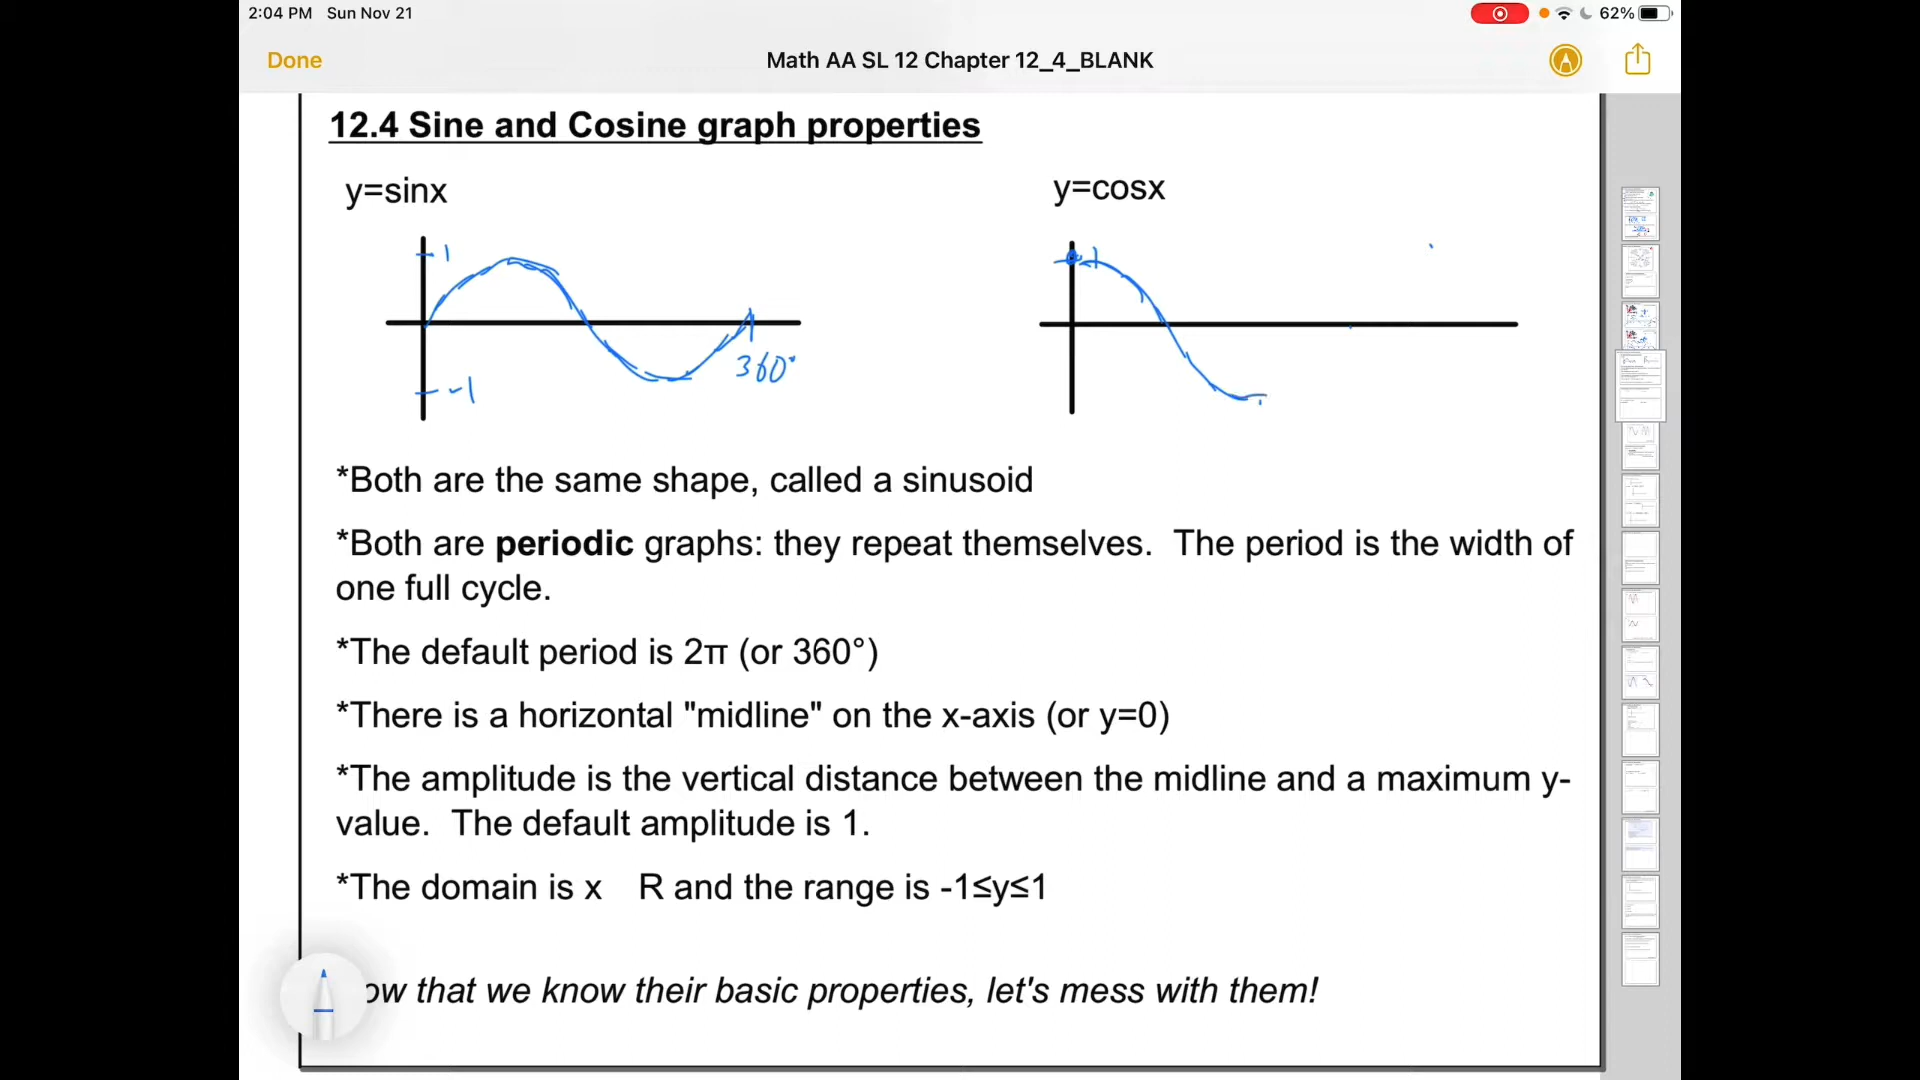 2:04 PM Sun Nov 21
62%
Done
Math AA SL 12 Chapter 12_4_BLANK
12.4 Sine and Cosine graph properties
y=sinx
y=cosx
1
1
360°
-1
*Both are the same shape, called a sinusoid
*Both are periodic graphs: they repeat themselves. The period is the width of
one full cycle.
*The default period is 2π (or 360°)
*There is a horizontal "midline" on the x-axis (or y=0)
*The amplitude is the vertical distance between the midline and a maximum y-
value. The default amplitude is 1.
*The domain is x R and the range is -1≤y≤1
ow that we know their basic properties, let's mess with them!